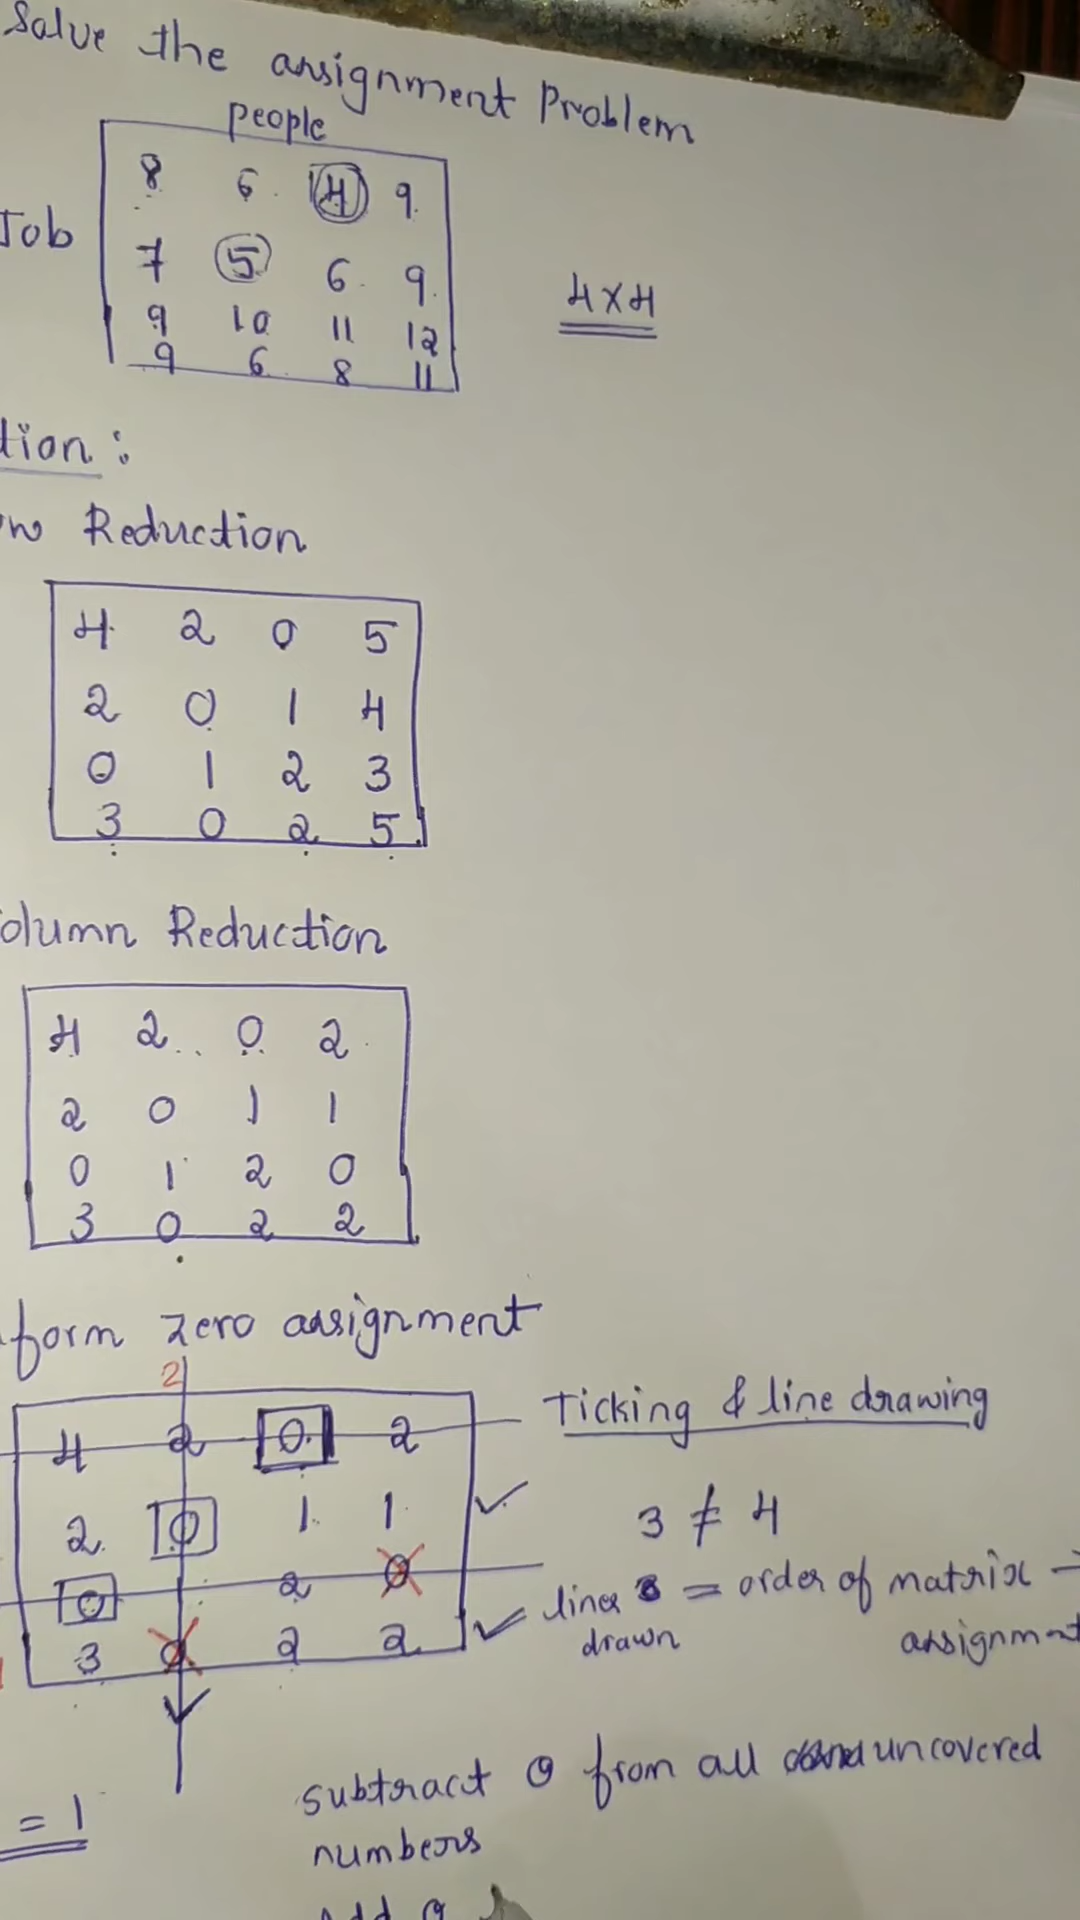 Solve the assignment Problem
people
8 6 4 9
Job
7 5 6 9
4x4
9 10 11 12
9 6 8 11
tion :
w Reduction
4 2 0 5
2 0 1 4
0 1 2 3
3 0 2 5
olumn Reduction
4 2 0 2
2 0 1 1
0 1 2 0
3 0 2 2
form zero assignment
2
Ticking & line drawing
4 2 0 2
2 0 1 1
3 ≠ 4
0 2 0
lines = order of matrix →
drawn assignment
3 0 2 2
subtract θ from all uncovered
= 1
numbers
Add θ